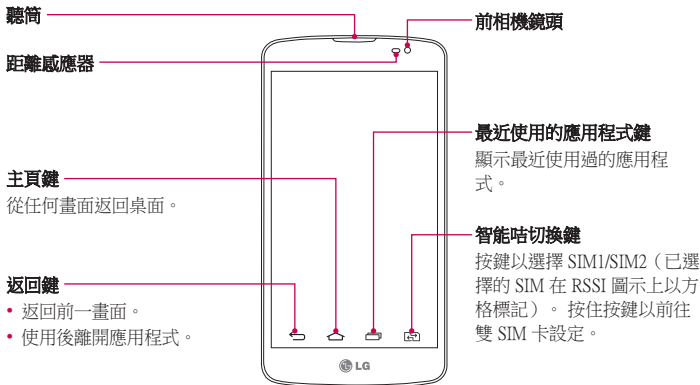 聽筒
距離感應器
主頁鍵
從任何畫面返回桌面。
返回鍵
• 返回前一畫面。
• 使用後離開應用程式。
前相機鏡頭
最近使用的應用程式鍵
顯示最近使用過的應用程
式。
智能咭切換鍵
按鍵以選擇 SIM1/SIM2（已選
擇的 SIM 在 RSSI 圖示上以方
格標記）。 按住按鍵以前往
雙 SIM 卡設定。
LG